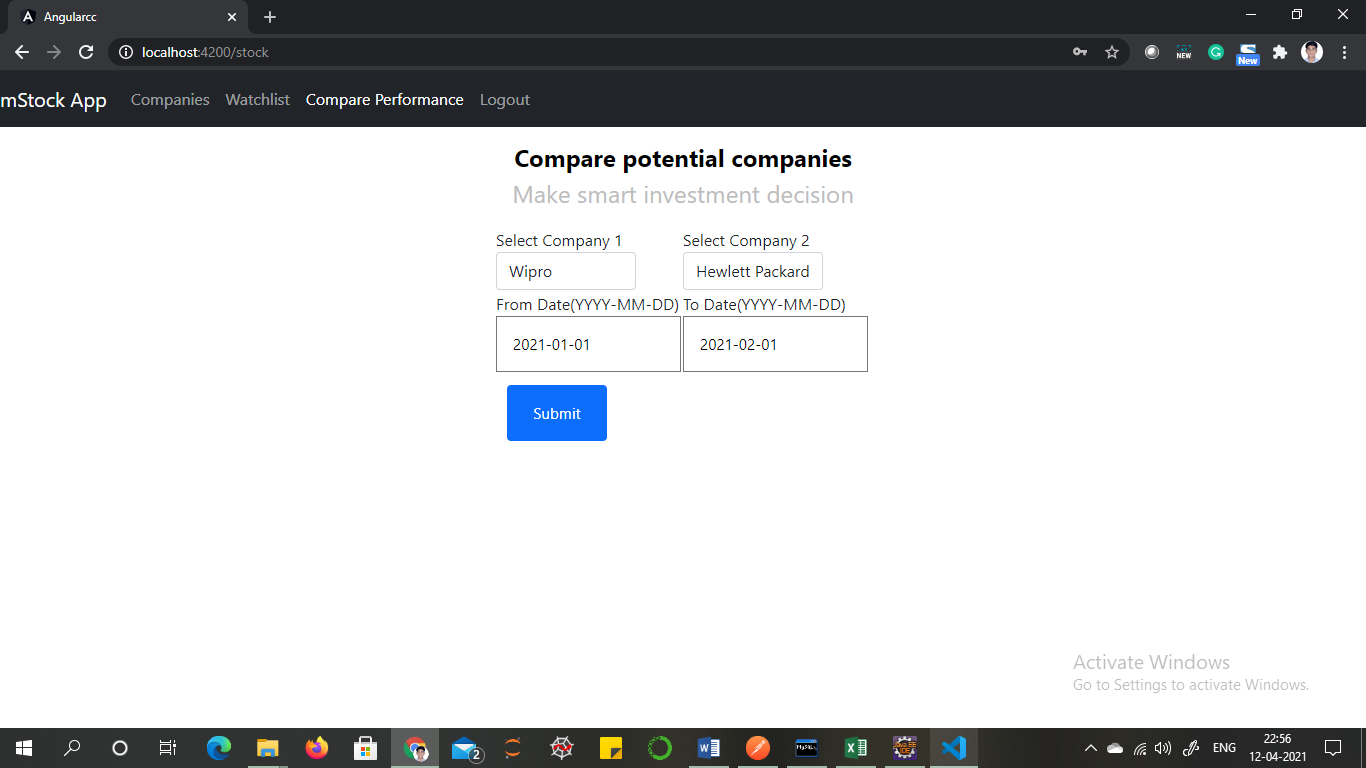 Angularcc
localhost:4200/stock
NEW
New
mStock App Companies Watchlist Compare Performance Logout
Compare potential companies
Make smart investment decision
Select Company 1 Select Company 2
Wipro Hewlett Packard
From Date(YYYY-MM-DD) To Date(YYYY-MM-DD)
2021-01-01 2021-02-01
Submit
Activate Windows
Go to Settings to activate Windows.
2 ENG 22:56
12-04-2021